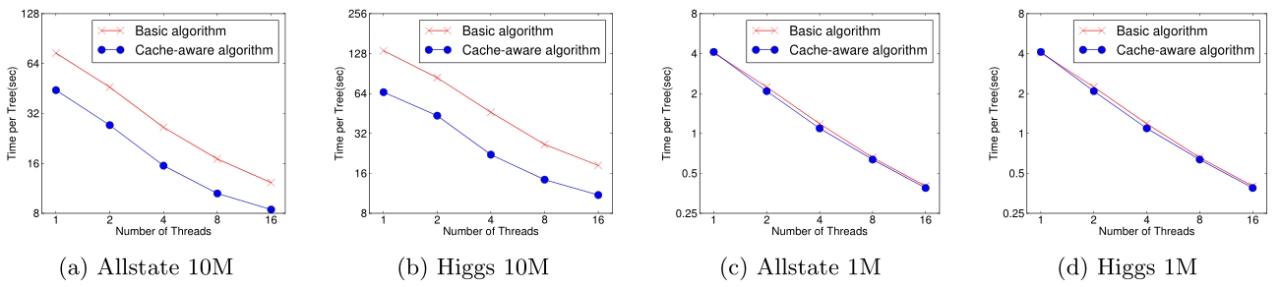 128
64
32
16
8
Time per Tree(sec)
Basic algorithm
Cache-aware algorithm
1 2 4 8 16
Number of Threads
(a) Allstate 10M
256
128
64
32
16
8
Time per Tree(sec)
Basic algorithm
Cache-aware algorithm
1 2 4 8 16
Number of Threads
(b) Higgs 10M
8
4
2
1
0.5
0.25
Time per Tree(sec)
Basic algorithm
Cache-aware algorithm
1 2 4 8 16
Number of Threads
(c) Allstate 1M
8
4
2
1
0.5
0.25
Time per Tree(sec)
Basic algorithm
Cache-aware algorithm
1 2 4 8 16
Number of Threads
(d) Higgs 1M